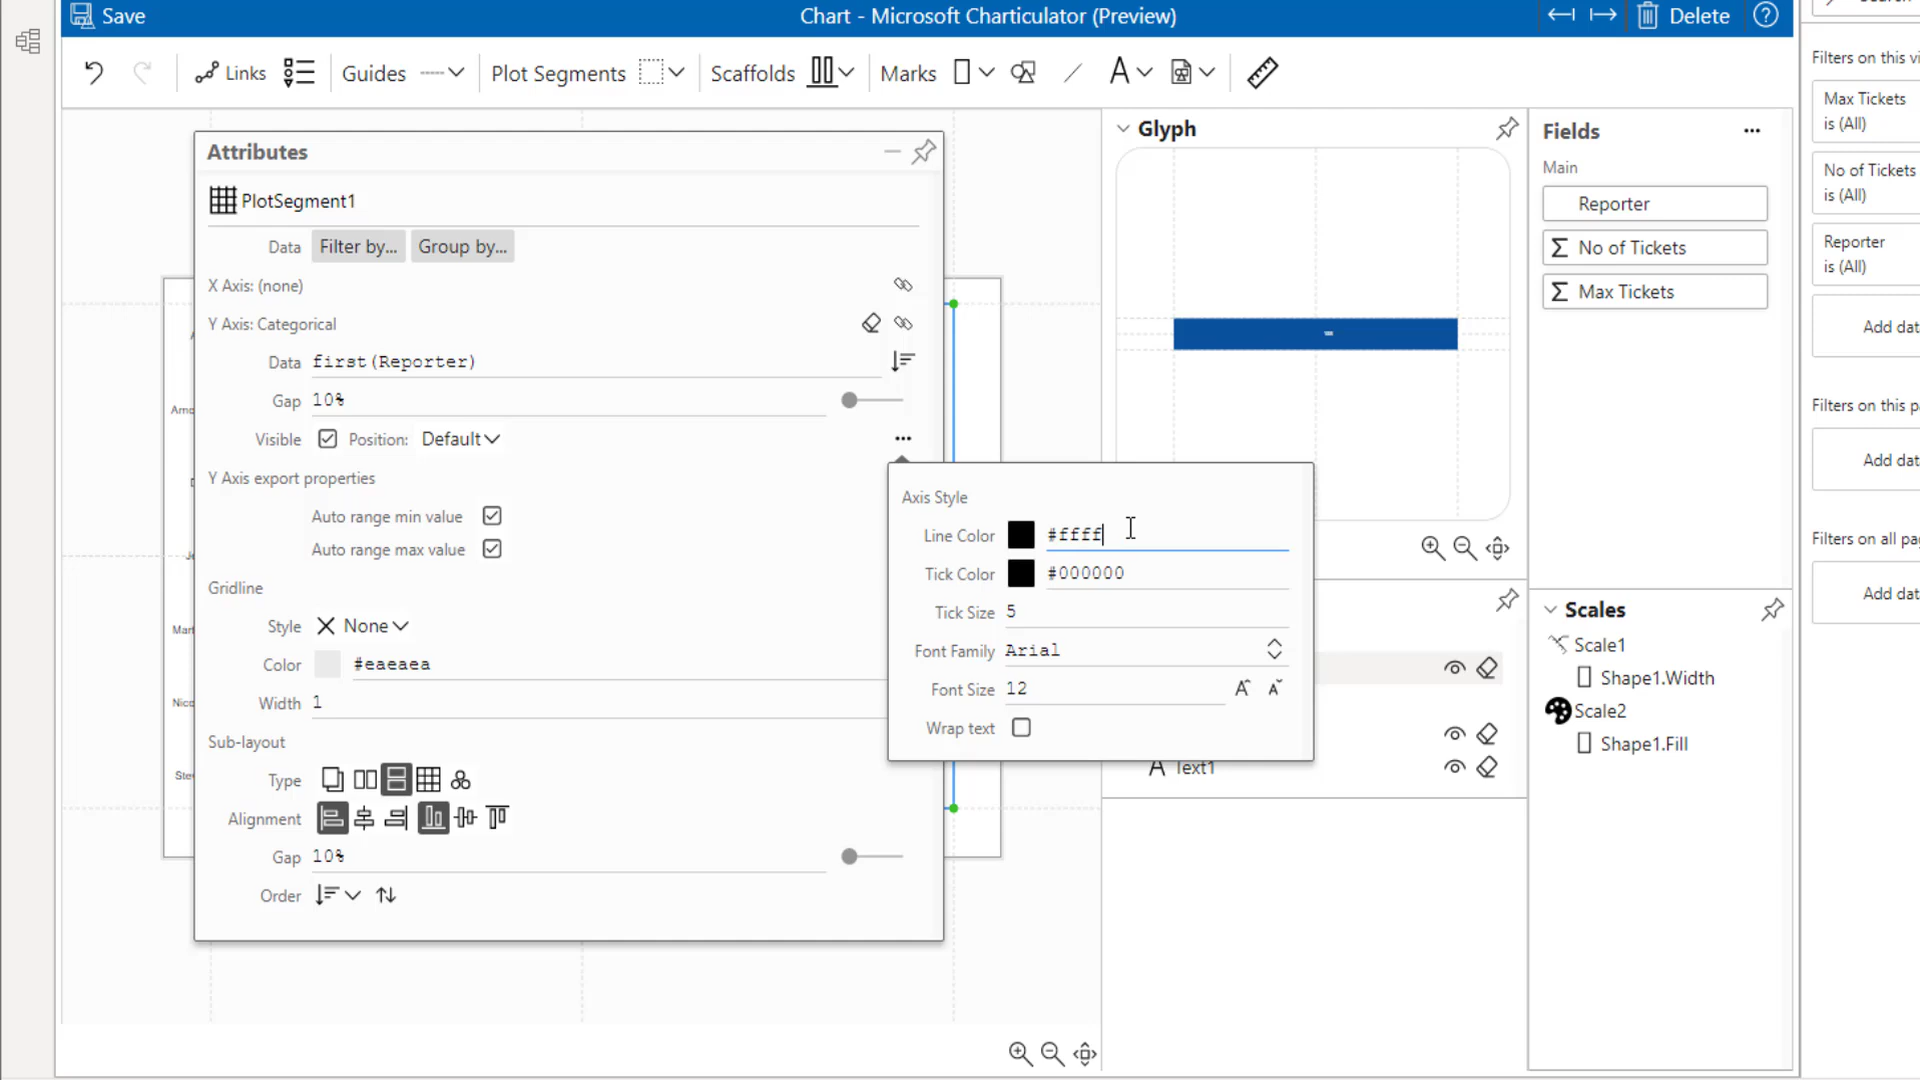 Save
Chart - Microsoft Charticulator (Preview)
Delete
Links
Guides
Plot Segments
Scaffolds
Marks
Attributes
PlotSegment1
Data Filter by... Group by...
X Axis: (none)
Y Axis: Categorical
Data first(Reporter)
Gap 10%
Visible Position: Default
Y Axis export properties
Auto range min value
Auto range max value
Gridline
Style None
Color #eaeaea
Width 1
Sub-layout
Type
Alignment
Gap 10%
Order
Axis Style
Line Color #ffff
Tick Color #000000
Tick Size 5
Font Family Arial
Font Size 12
Wrap text
Glyph
Text1
Fields
Main
Reporter
No of Tickets
Max Tickets
Scales
Scale1
Shape1.Width
Scale2
Shape1.Fill
Filters on this vi
Max Tickets
is (All)
No of Tickets
is (All)
Reporter
is (All)
Add dat
Filters on this p
Add dat
Filters on all pa
Add dat